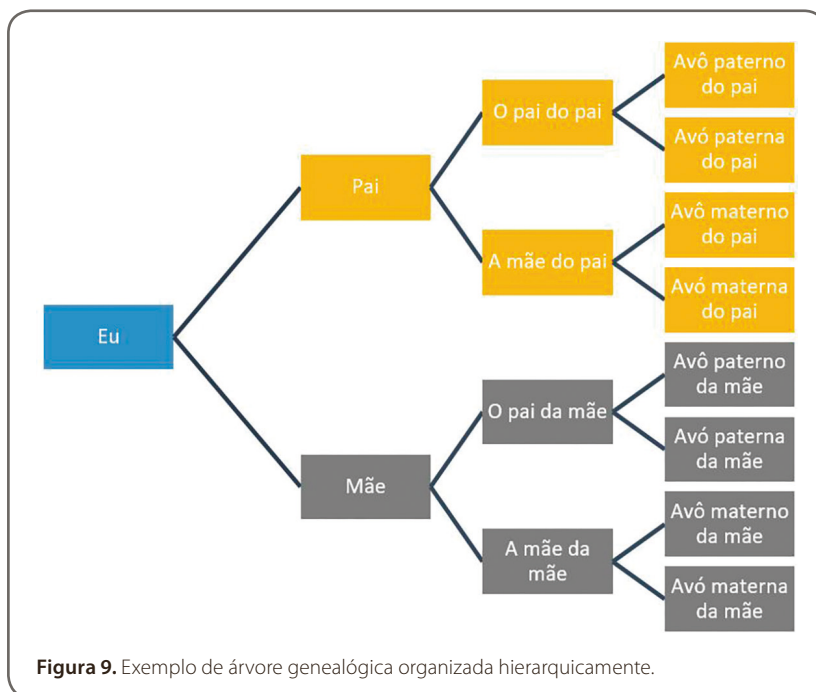 Avô paterno
do pai
O pai do pai
Avó paterna
do pai
Pai
Avô materno
do pai
A mãe do pai
Avó materna
do pai
Eu
Avô paterno
da mãe
O pai da mãe
Avó paterna
da mãe
Mãe
Avô materno
da mãe
A mãe da
mãe
Avó materna
da mãe
Figura 9. Exemplo de árvore genealógica organizada hierarquicamente.